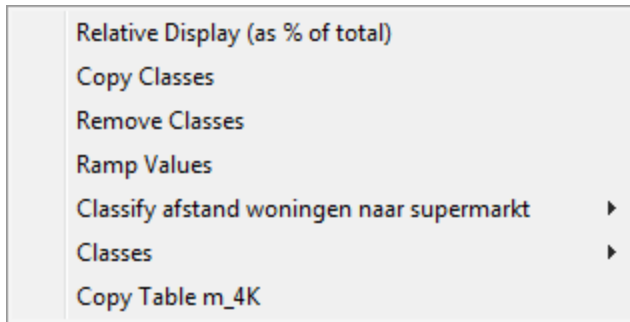 Relative Display (as % of total)
Copy Classes
Remove Classes
Ramp Values
Classify afstand woningen naar supermarkt
Classes
Copy Table m_4K